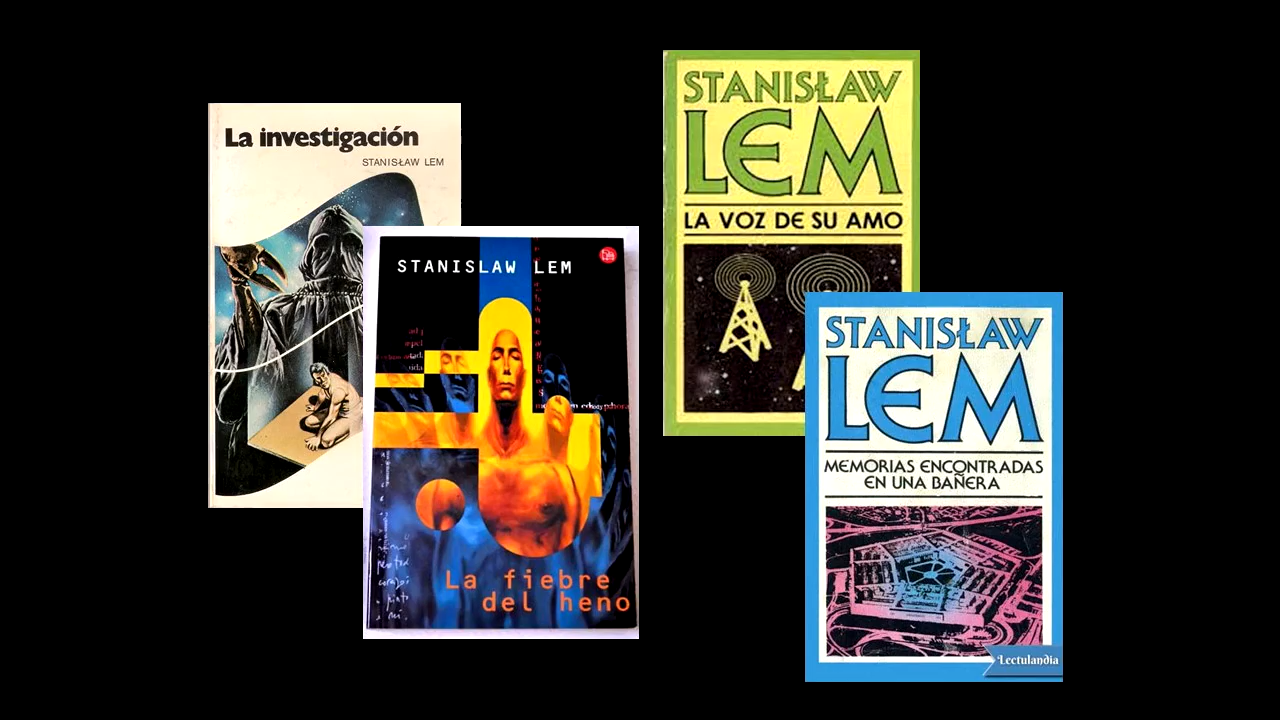 La investigación
STANISŁAW LEM
STANISLAW LEM
La fiebre
del heno
STANISŁAW
LEM
LA VOZ DE SU AMO
STANISŁAW
LEM
MEMORIAS ENCONTRADAS
EN UNA BAÑERA
Lectulandia